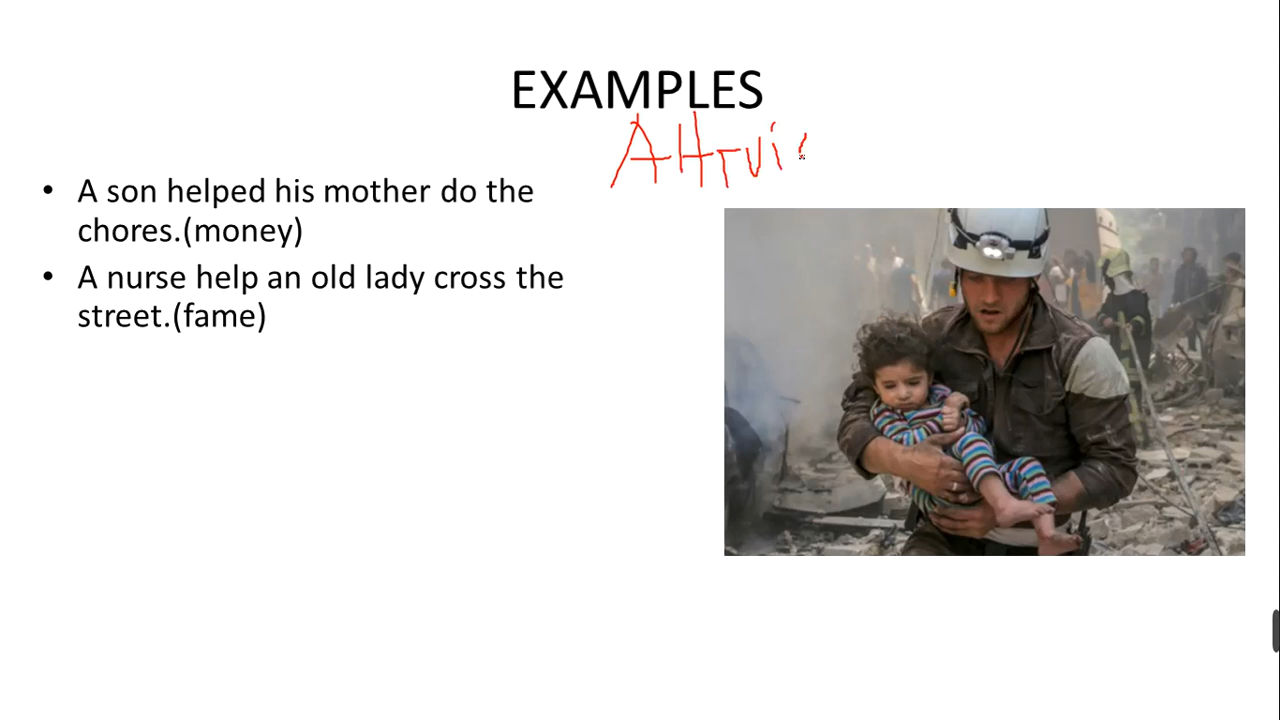 EXAMPLES
Altrui
• A son helped his mother do the
chores.(money)
• A nurse help an old lady cross the
street.(fame)